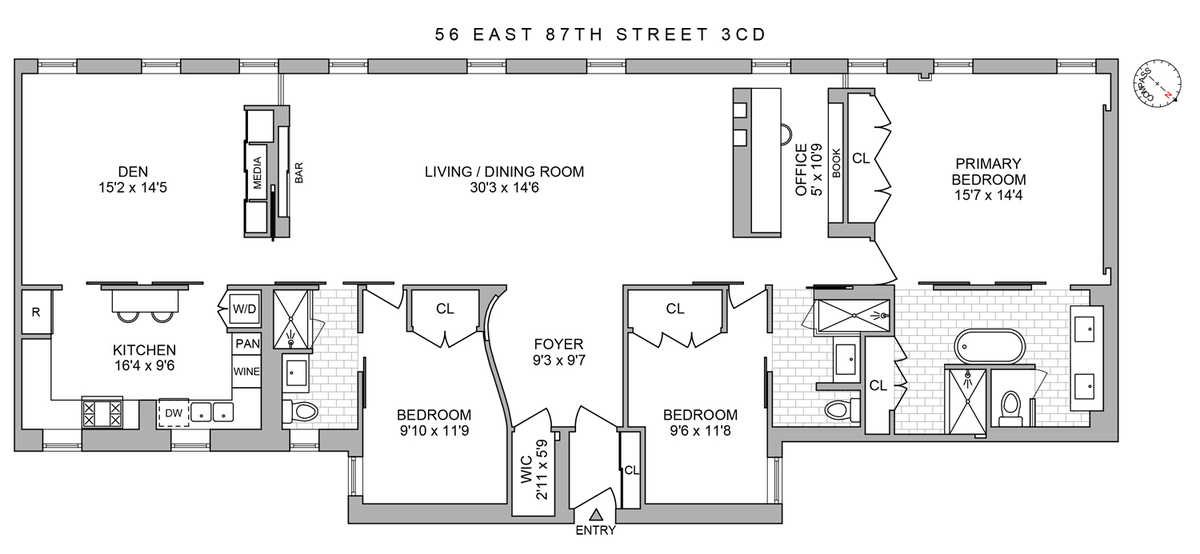 56 EAST 87TH STREET 3CD
COMPASS
N
DEN
15'2 x 14'5
MEDIA
BAR
LIVING / DINING ROOM
30'3 x 14'6
OFFICE
5' x 10'9
BOOK
CL
PRIMARY
BEDROOM
15'7 x 14'4
R
W/D
KITCHEN
16'4 x 9'6
PAN
WINE
DW
CL
BEDROOM
9'10 x 11'9
FOYER
9'3 x 9'7
WIC
2'11 x 5'9
CL
CL
BEDROOM
9'6 x 11'8
CL
ENTRY